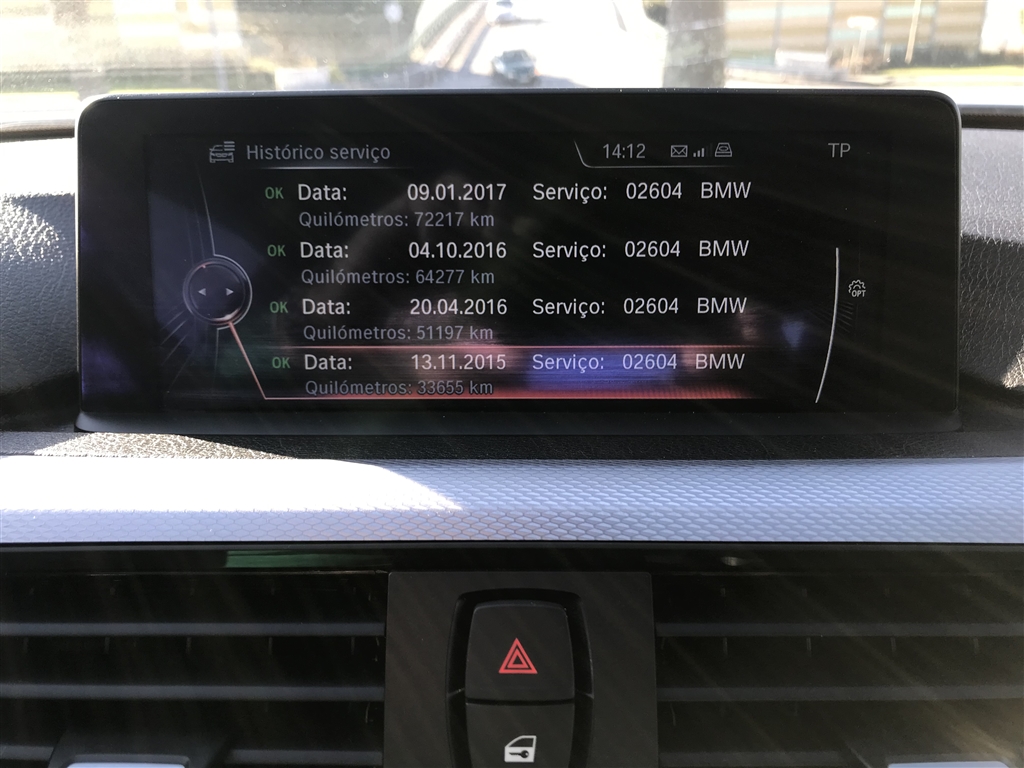 Histórico serviço 14:12 TP
OK Data: 09.01.2017 Serviço: 02604 BMW
Quilómetros: 72217 km
OK Data: 04.10.2016 Serviço: 02604 BMW
Quilómetros: 64277 km
OK Data: 20.04.2016 Serviço: 02604 BMW
Quilómetros: 51197 km
OK Data: 13.11.2015 Serviço: 02604 BMW
Quilómetros: 33655 km
OPT